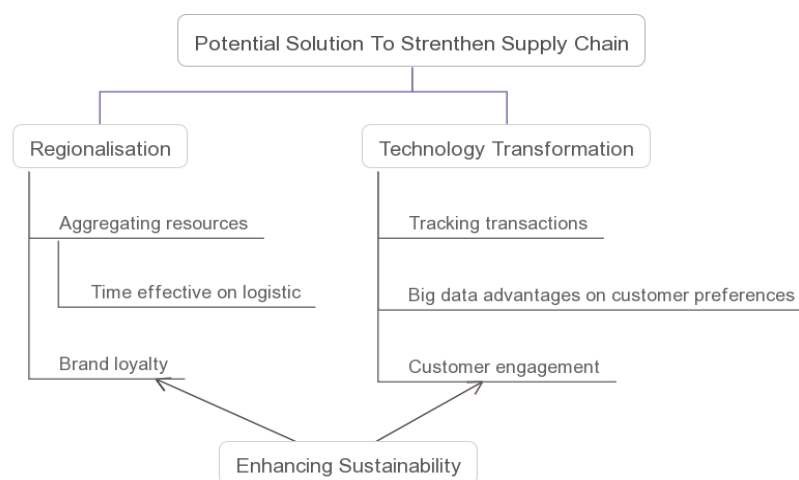 Potential Solution To Strenthen Supply Chain
Regionalisation
Aggregating resources
Time effective on logistic
Brand loyalty
Technology Transformation
Tracking transactions
Big data advantages on customer preferences
Customer engagement
Enhancing Sustainability